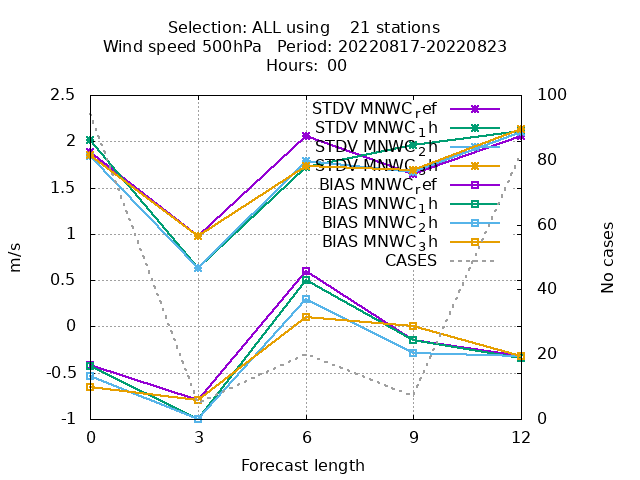 Selection: ALL using 21 stations
Wind speed 500hPa Period: 20220817-20220823
Hours: 00
2.5
2
1.5
1
0.5
0
-0.5
-1
100
80
60
40
20
0
0 3 6 9 12
m/s
No cases
Forecast length
STDV MNWC_ref
STDV MNWC_1h
STDV MNWC_2h
STDV MNWC_3h
BIAS MNWC_ref
BIAS MNWC_1h
BIAS MNWC_2h
BIAS MNWC_3h
CASES